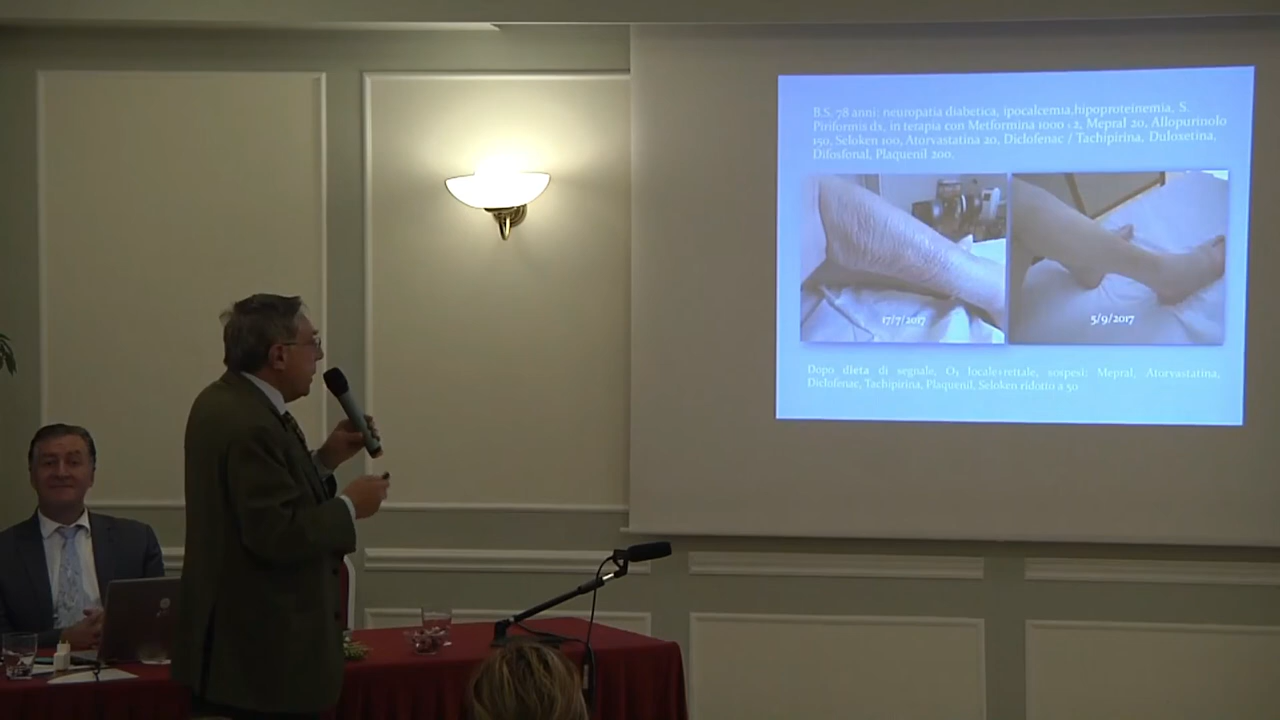 B.S. 78 anni: neuropatia diabetica, ipocalcemia,hipoproteinemia, S.
Piriformis dx, in terapia con Metformina 1000 x 2, Mepral 20, Allopurinolo
150, Seloken 100, Atorvastatina 20, Diclofenac / Tachipirina, Duloxetina,
Difosfonal, Plaquenil 200.
17/7/2017
5/9/2017
Dopo dieta di segnale, O₃ locale+rettale, sospesi: Mepral, Atorvastatina,
Diclofenac, Tachipirina, Plaquenil, Seloken ridotto a 50